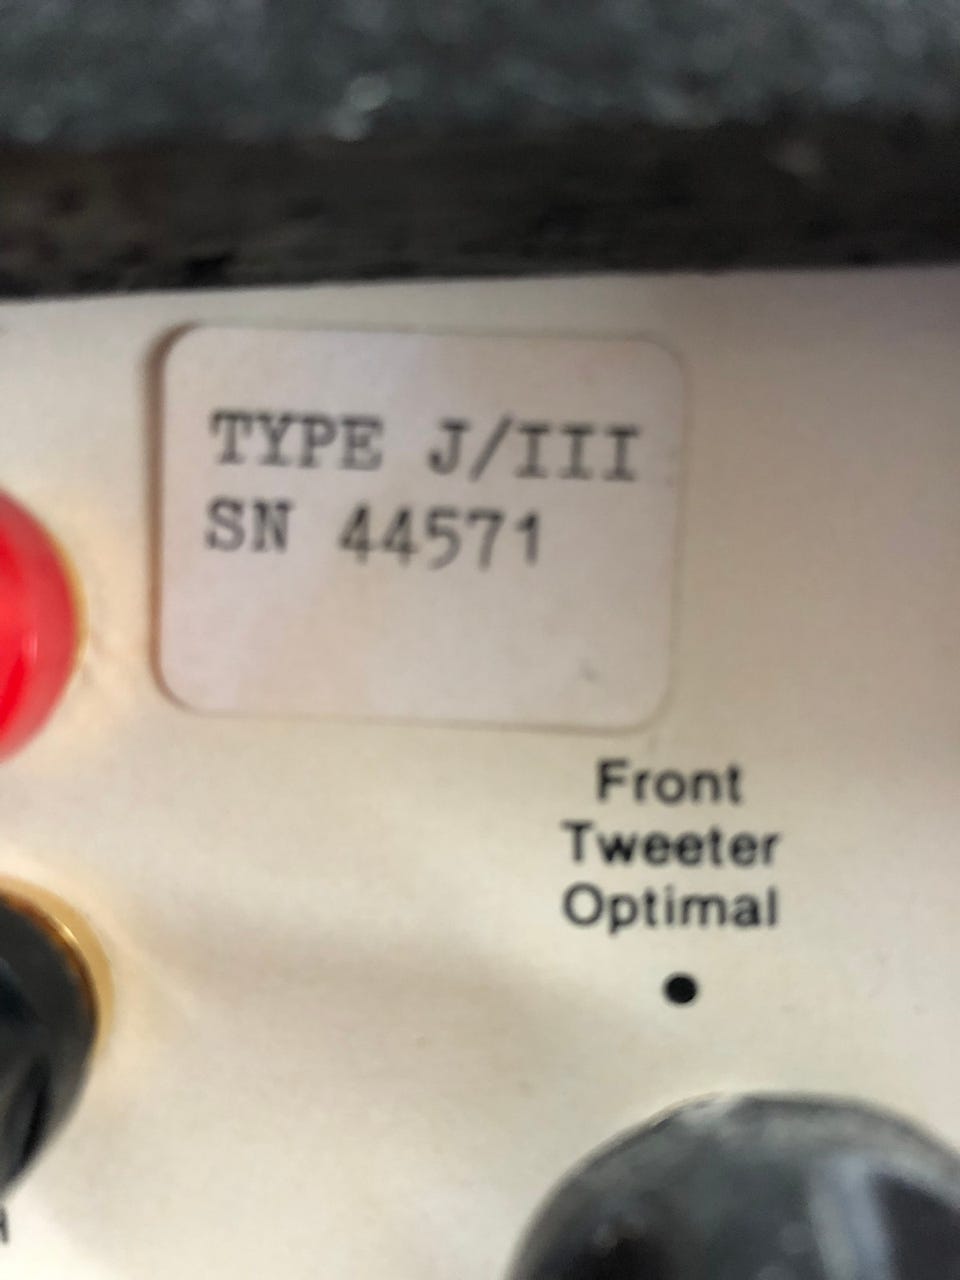 TYPE J/III
SN 44571
Front
Tweeter
Optimal